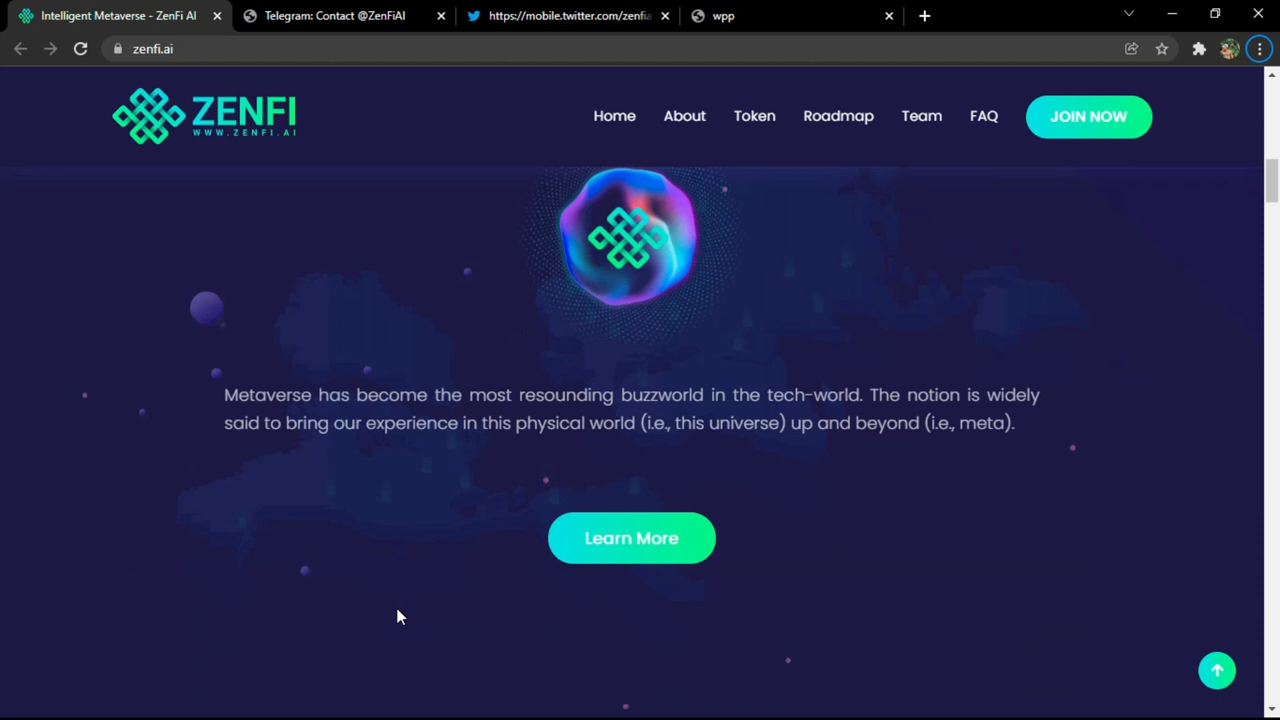 Intelligent Metaverse - ZenFi AI
Telegram: Contact @ZenFiAI
https://mobile.twitter.com/zenfia
wpp
zenfi.ai
ZENFI
WWW.ZENFI.AI
Home
About
Token
Roadmap
Team
FAQ
JOIN NOW
Metaverse has become the most resounding buzzworld in the tech-world. The notion is widely
said to bring our experience in this physical world (i.e., this universe) up and beyond (i.e., meta).
Learn More